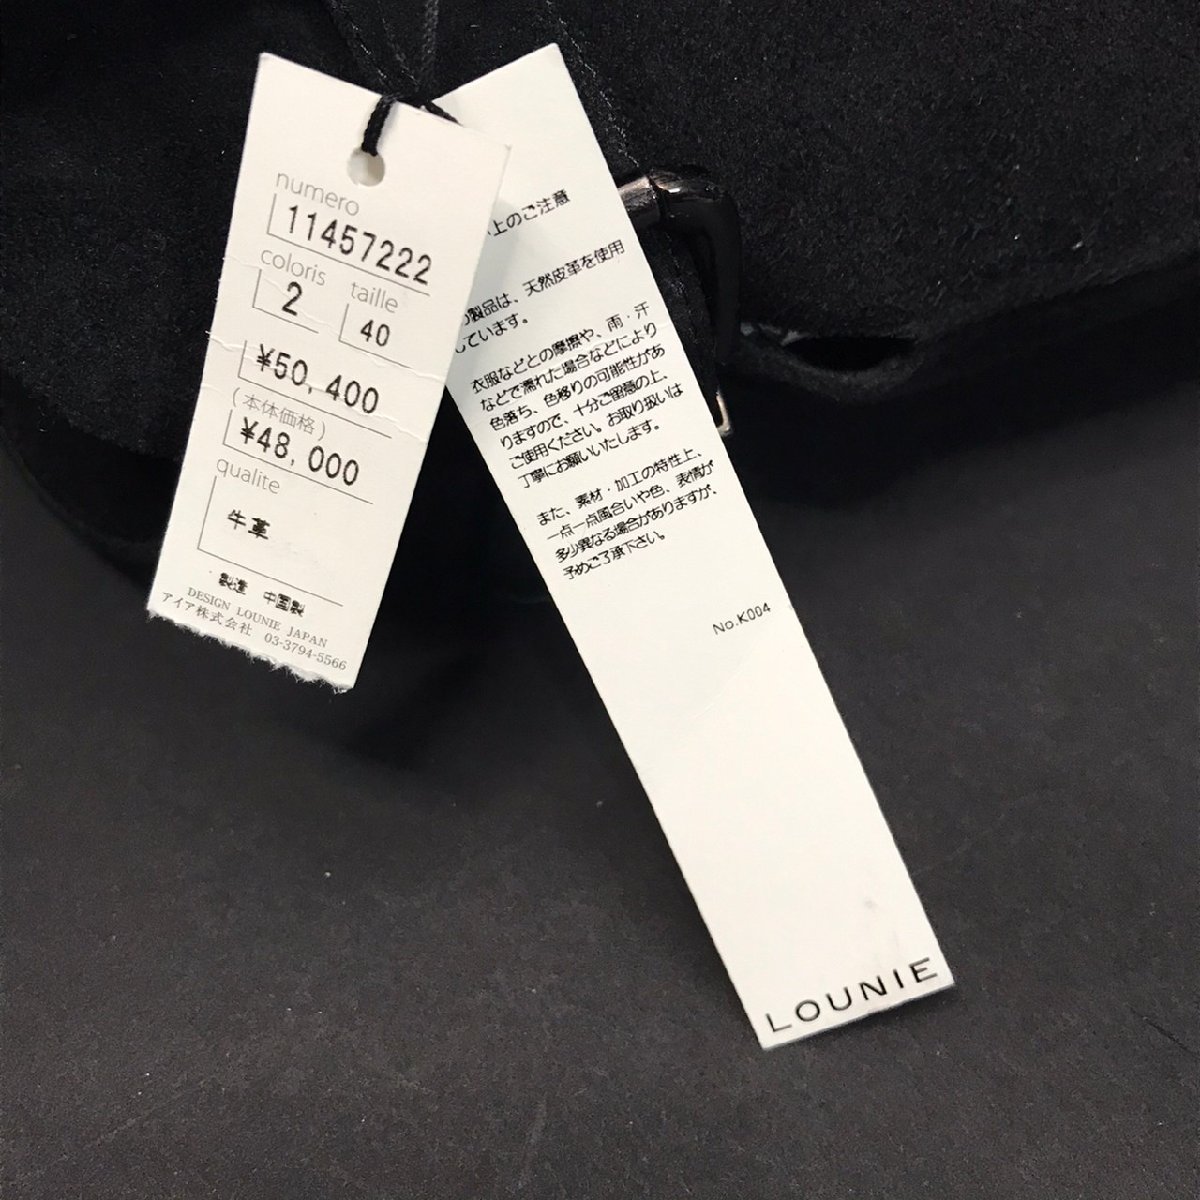 numero
11457222
coloris
taille
2
40
¥50,400
(本体価格)
¥48,000
qualite
牛革
製造 中国製
DESIGN LOUNIE JAPAN
アイア株式会社 03-3794-5566
上のご注意
製品は、天然皮革を使用
しています。
衣服などとの摩擦や、雨・汗
などで濡れた場合などにより
色落ち、色移りの可能性があ
りますので、十分ご留意の上、
ご使用ください。お取り扱いは
丁寧にお願いいたします。
また、素材・加工の特性上、
一点一点風合いや色、表情が
多少異なる場合がありますが、
予めご了承下さい。
No.K004
LOUNIE